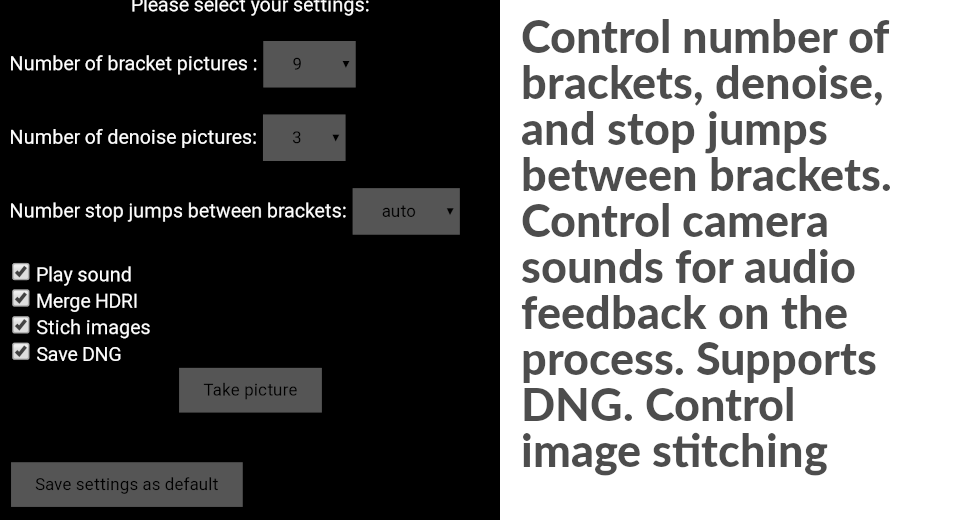 Please select your settings:
Number of bracket pictures : 9
Number of denoise pictures: 3
Number stop jumps between brackets: auto
Play sound
Merge HDRI
Stich images
Save DNG
Take picture
Save settings as default
Control number of
brackets, denoise,
and stop jumps
between brackets.
Control camera
sounds for audio
feedback on the
process. Supports
DNG. Control
image stitching